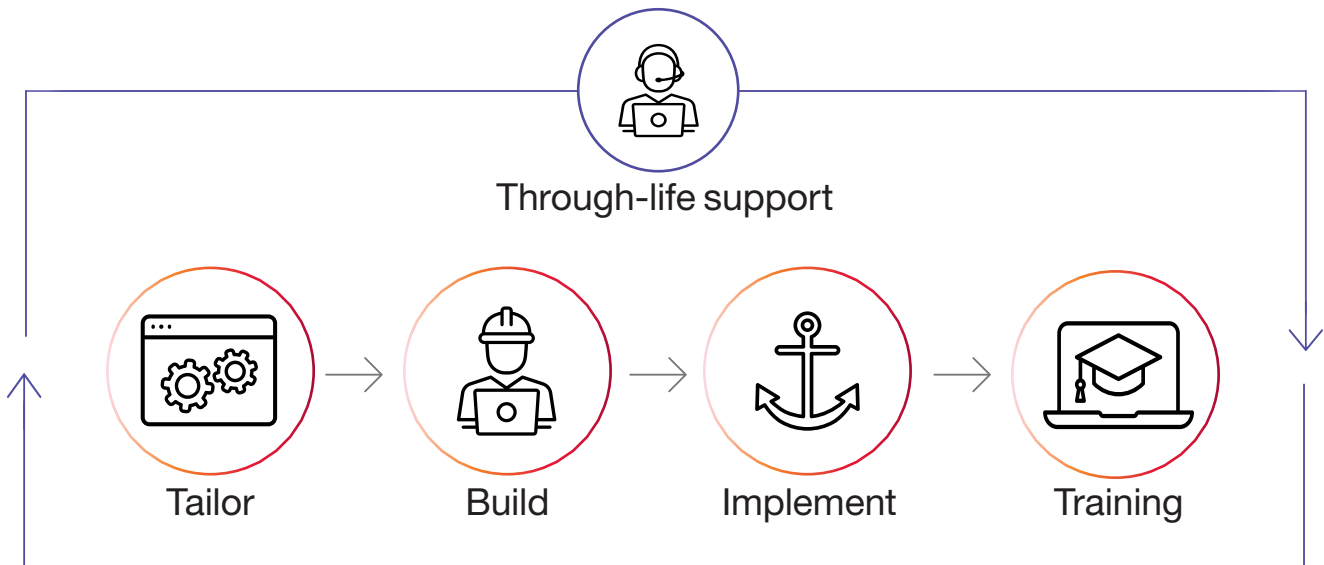 Through-life support
Tailor
Build
Implement
Training